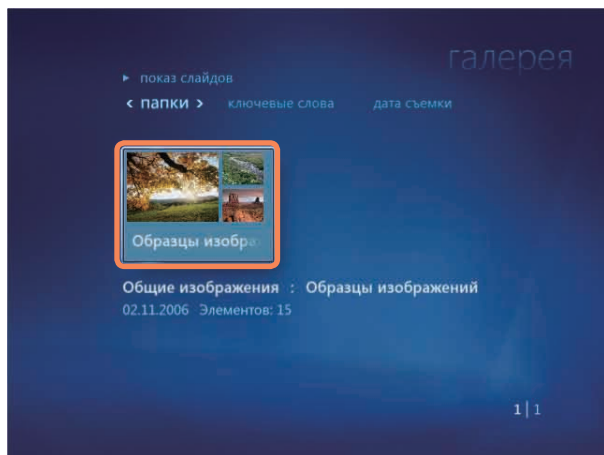 галерея
▸ показ слайдов
< папки > ключевые слова дата съемки
Образцы изобра
Общие изображения : Образцы изображений
02.11.2006 Элементов: 15
1 | 1